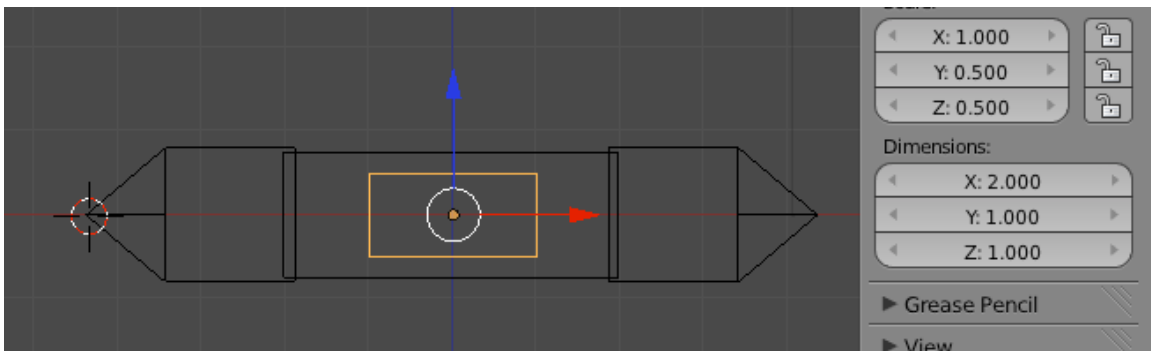 X: 1.000
Y: 0.500
Z: 0.500
Dimensions:
X: 2.000
Y: 1.000
Z: 1.000
Grease Pencil
View